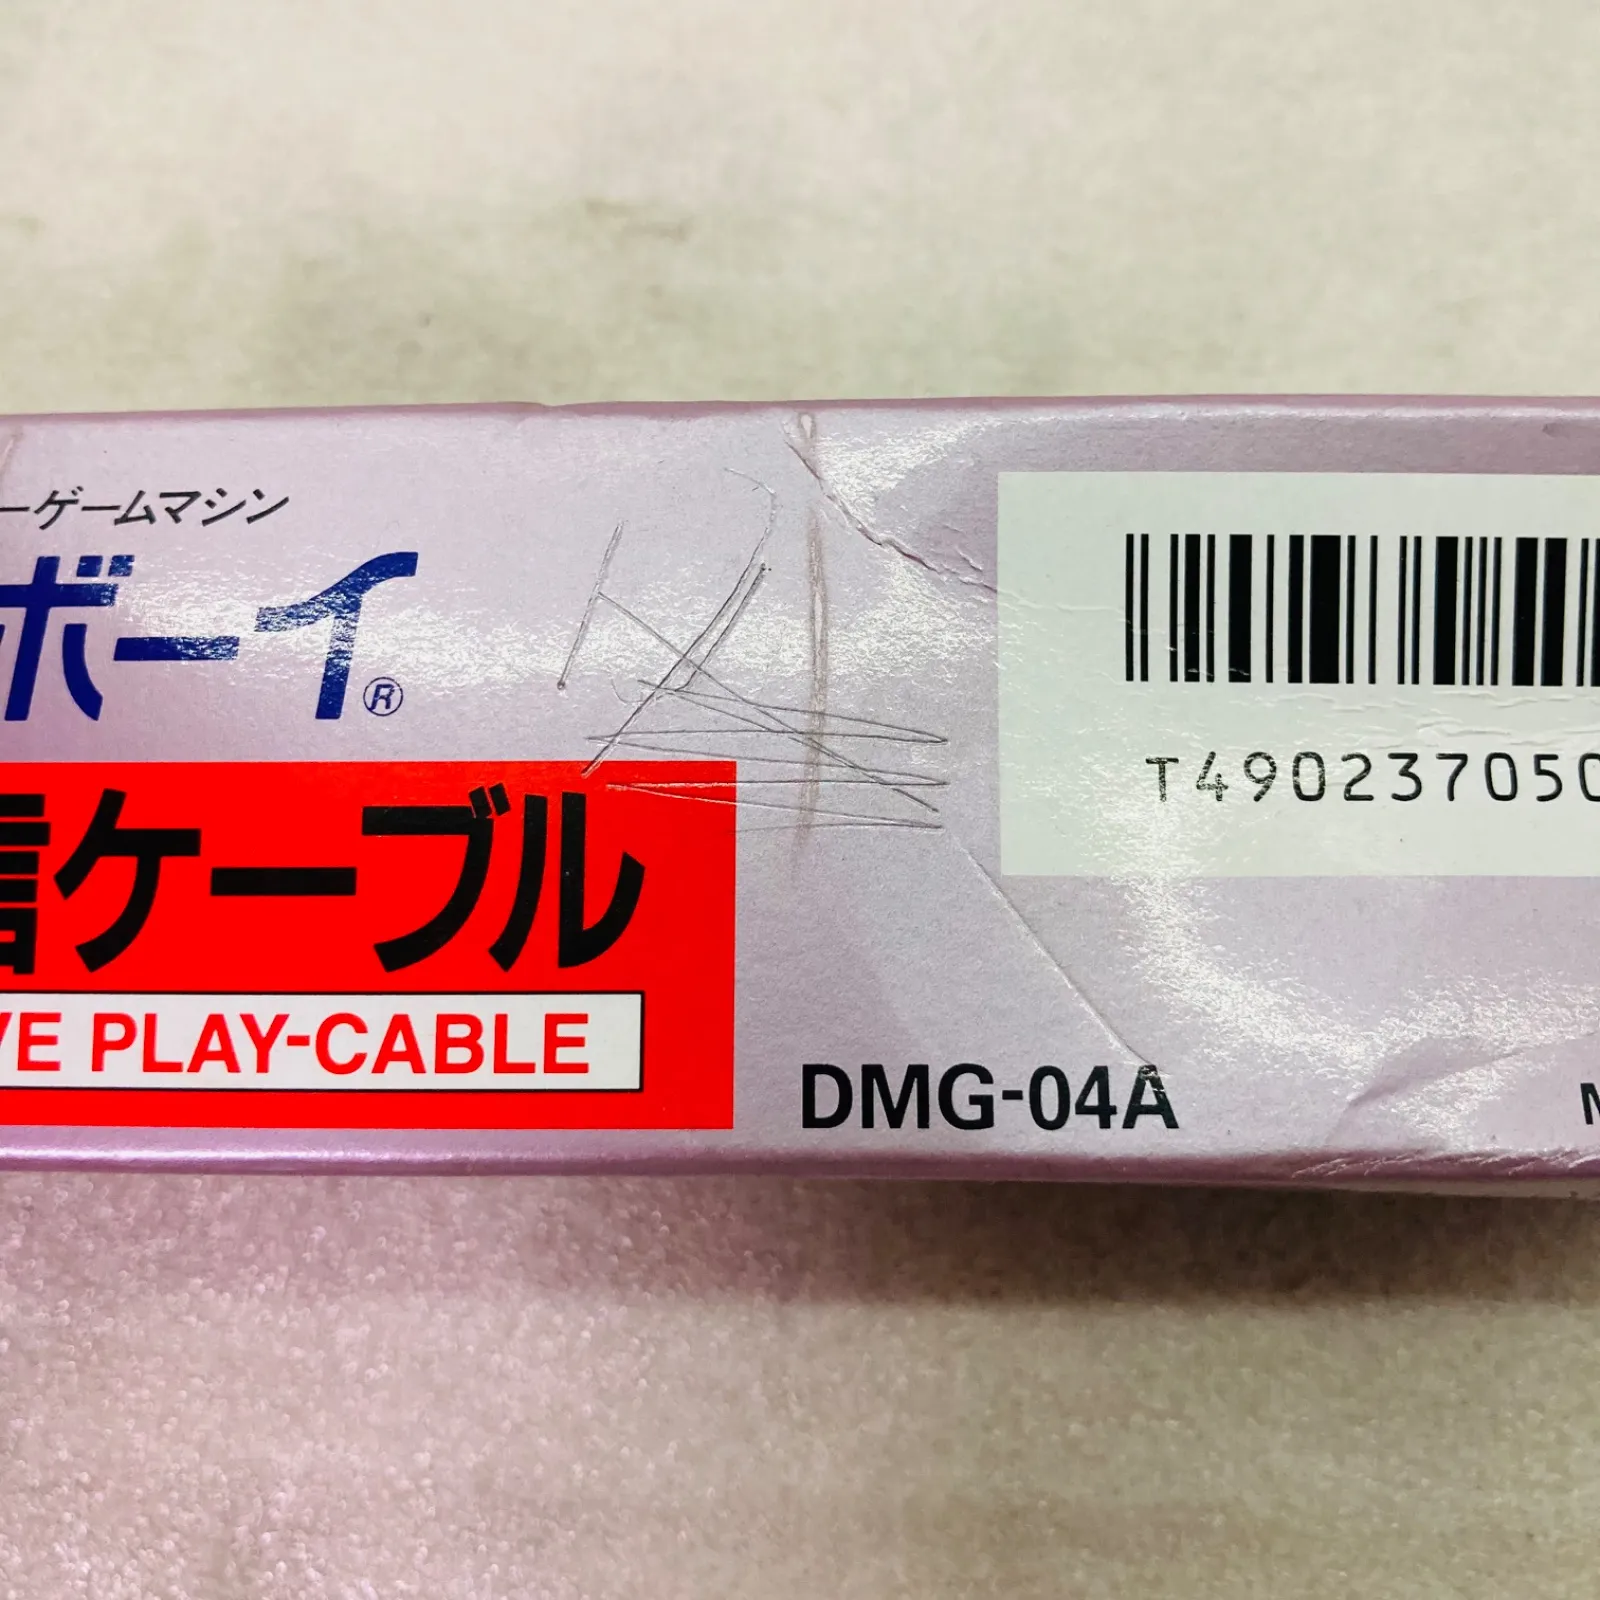 ーゲームマシン
ボーイ®
信ケーブル
VE PLAY-CABLE
T490237050
DMG-04A
M